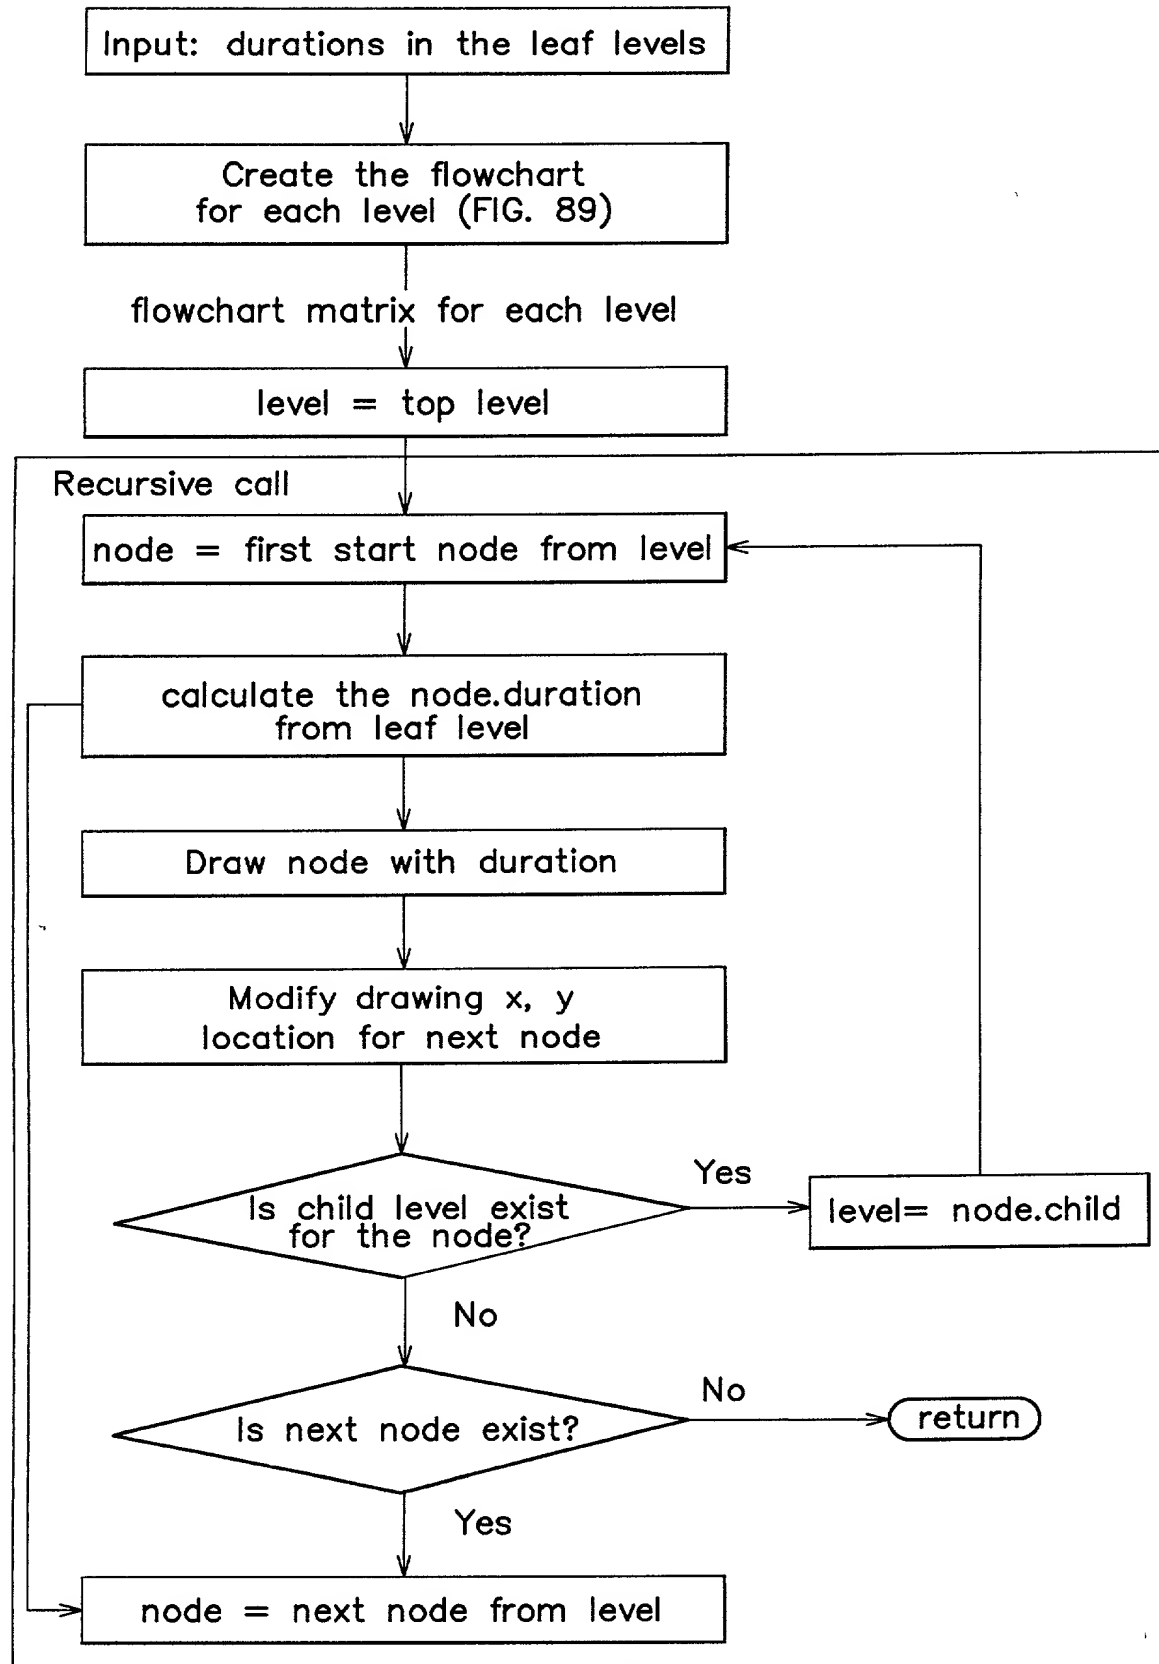 Input: durations in the leaf levels
Create the flowchart
for each level (FIG. 89)
flowchart matrix for each level
level = top level
Recursive call
node = first start node from level
calculate the node.duration
from leaf level
Draw node with duration
Modify drawing x, y
location for next node
Is child level exist
for the node?
Yes
level= node.child
No
Is next node exist?
No
return
Yes
node = next node from level